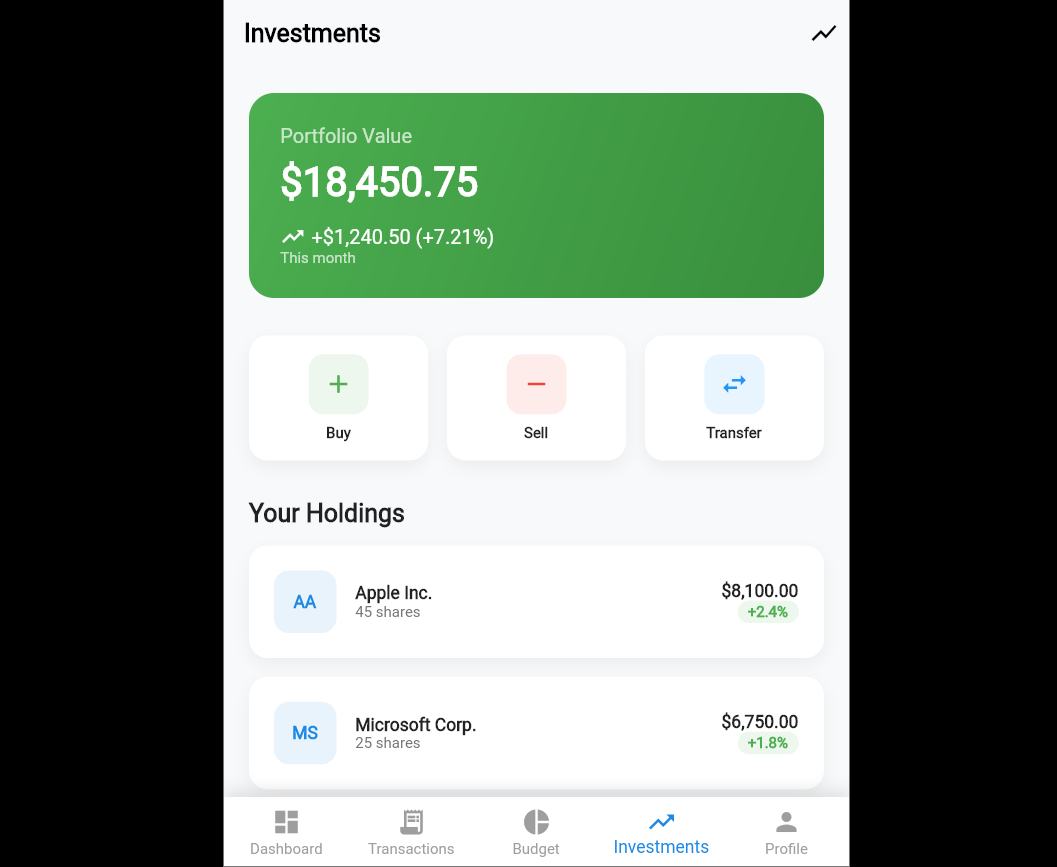 Investments
Portfolio Value
$18,450.75
+$1,240.50 (+7.21%)
This month
Buy
Sell
Transfer
Your Holdings
AA
Apple Inc.
45 shares
$8,100.00
+2.4%
MS
Microsoft Corp.
25 shares
$6,750.00
+1.8%
Dashboard
Transactions
Budget
Investments
Profile